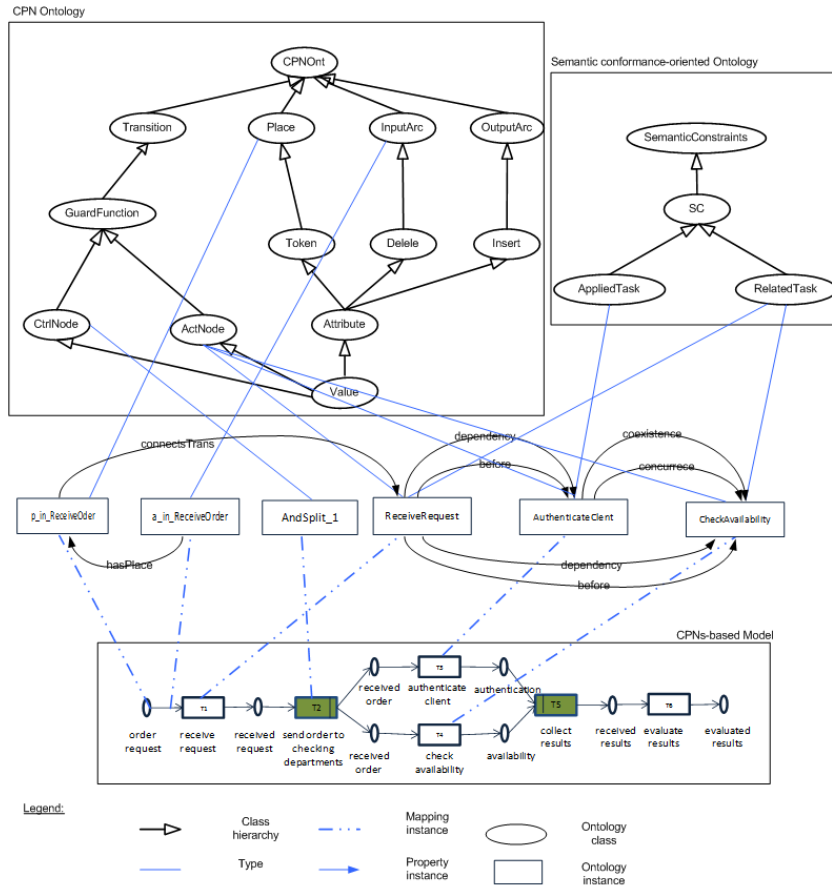 CPN Ontology
CPNOnt
Semantic conformance-oriented Ontology
Transition
Place
InputArc
OutputArc
SemanticConstraints
GuardFunction
SC
Token
Delele
Insert
AppliedTask
RelatedTask
CtrlNode
ActNode
Attribute
Value
connectsTrans
dependency
coexistence
before
concurrece
p_in_ReceiveOder
a_in_ReceiveOrder
AndSplit_1
ReceiveRequest
AuthenticateClient
CheckAvailability
hasPlace
dependency
before
CPNs-based Model
order
request
T1
receive
request
received
request
T2
send order to
checking
departments
received
order
T3
authenticate
client
authentication
received
order
T4
check
availability
availability
T5
collect
results
received
results
T6
evaluate
results
evaluated
results
Legend:
Class
hierarchy
Mapping
instance
Ontology
class
Type
Property
instance
Ontology
instance